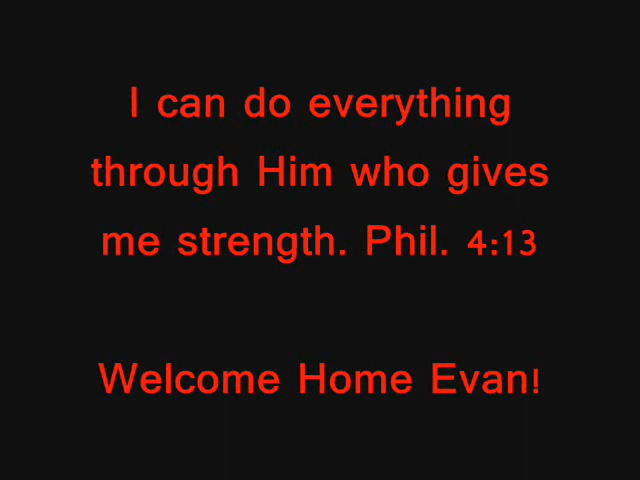 I can do everything
through Him who gives
me strength. Phil. 4:13
Welcome Home Evan!